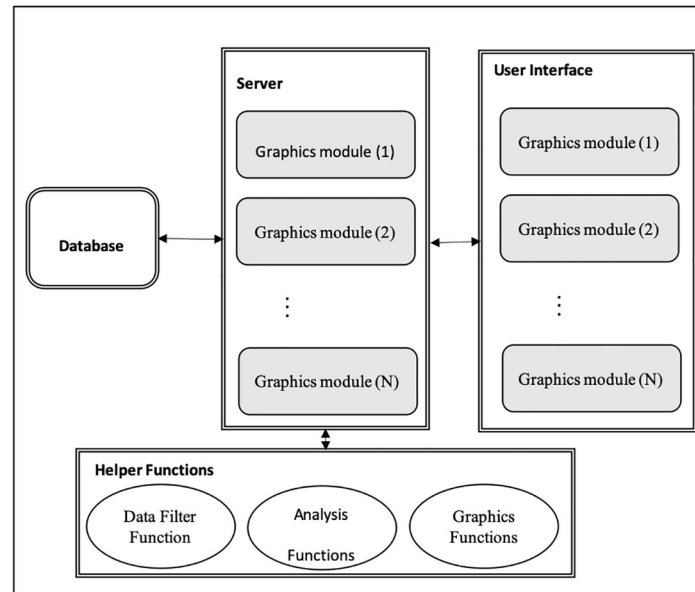 Server
Graphics module (1)
Graphics module (2)
⋮
Graphics module (N)
User Interface
Graphics module (1)
Graphics module (2)
⋮
Graphics module (N)
Database
Helper Functions
Data Filter
Function
Analysis
Functions
Graphics
Functions